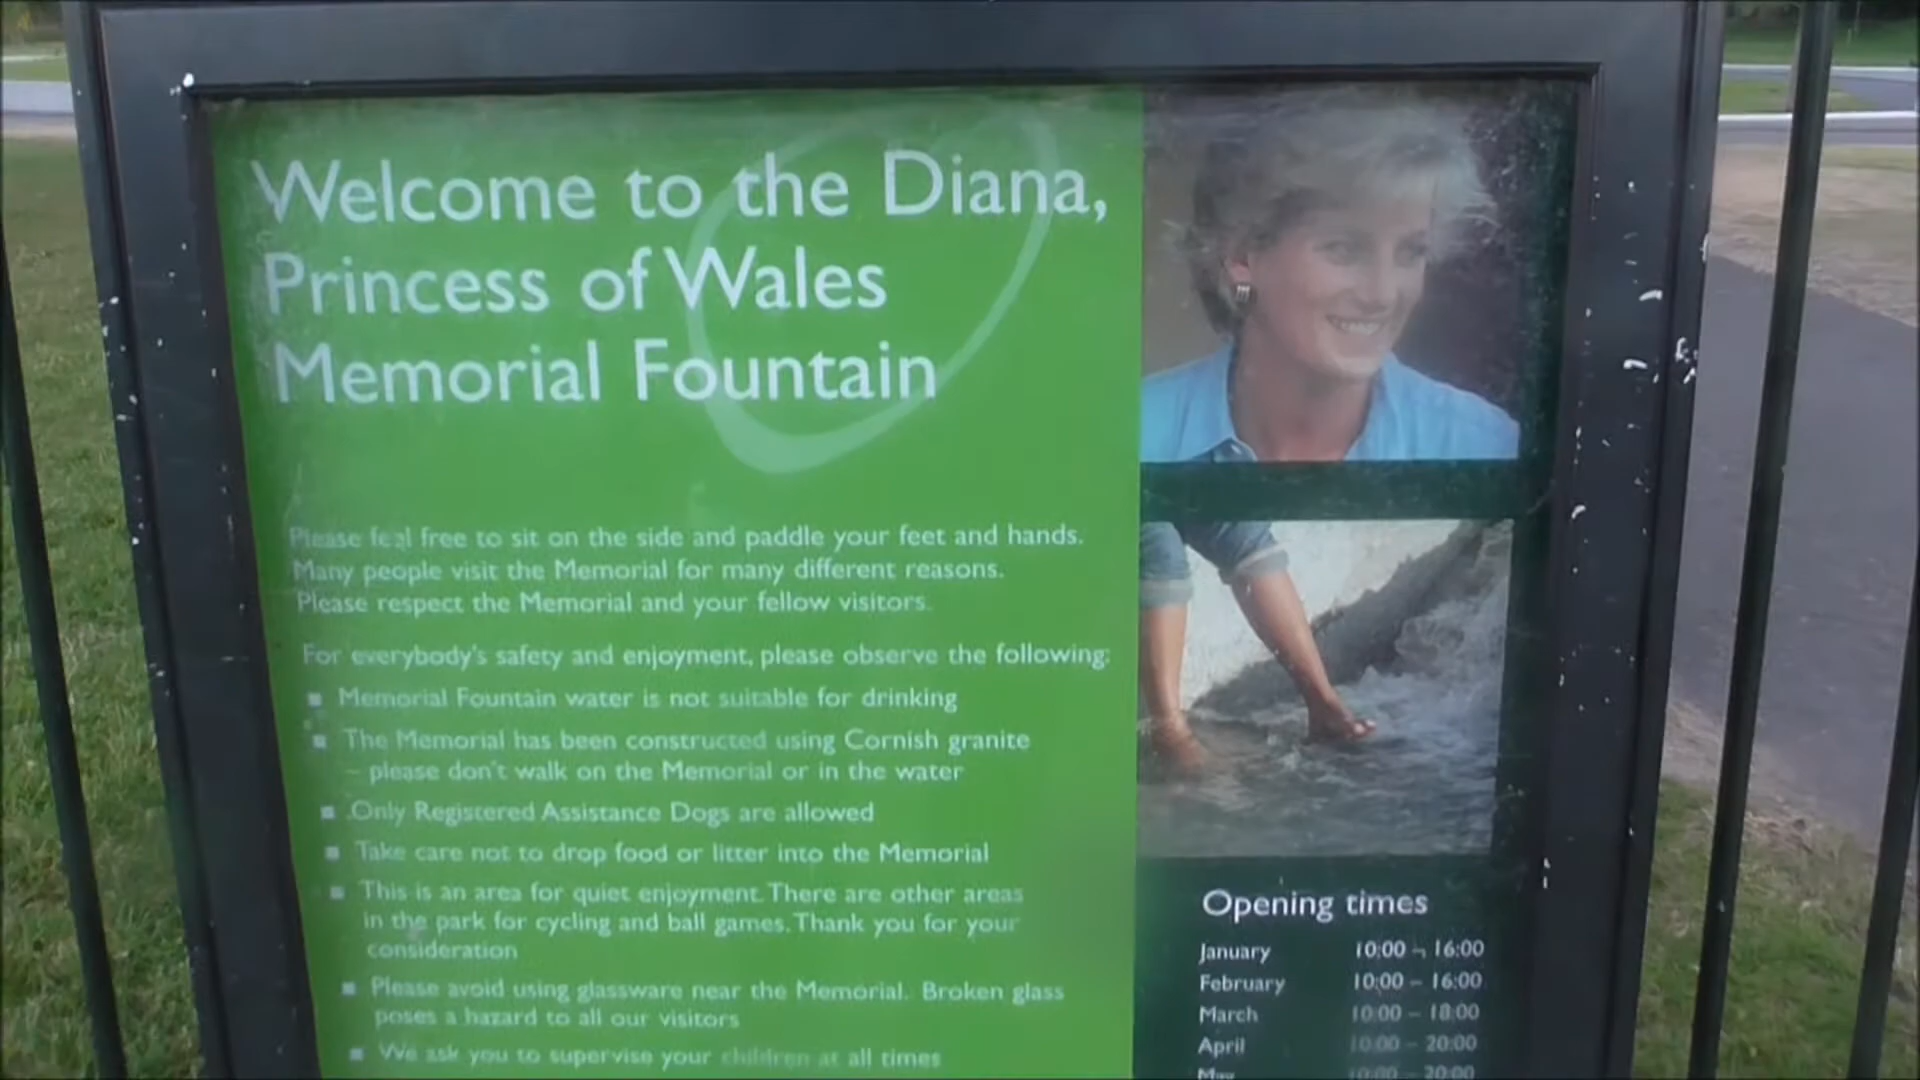 Welcome to the Diana,
Princess of Wales
Memorial Fountain
Please feel free to sit on the side and paddle your feet and hands.
Many people visit the Memorial for many different reasons.
Please respect the Memorial and your fellow visitors.
For everybody's safety and enjoyment, please observe the following:
▪ Memorial Fountain water is not suitable for drinking
▪ The Memorial has been constructed using Cornish granite
– please don't walk on the Memorial or in the water
▪ Only Registered Assistance Dogs are allowed
▪ Take care not to drop food or litter into the Memorial
▪ This is an area for quiet enjoyment. There are other areas
in the park for cycling and ball games. Thank you for your
consideration
▪ Please avoid using glassware near the Memorial. Broken glass
poses a hazard to all our visitors
▪ We ask you to supervise your children at all times
Opening times
January 10:00 – 16:00
February 10:00 – 16:00
March 10:00 – 18:00
April 10:00 – 20:00
May 10:00 – 20:00